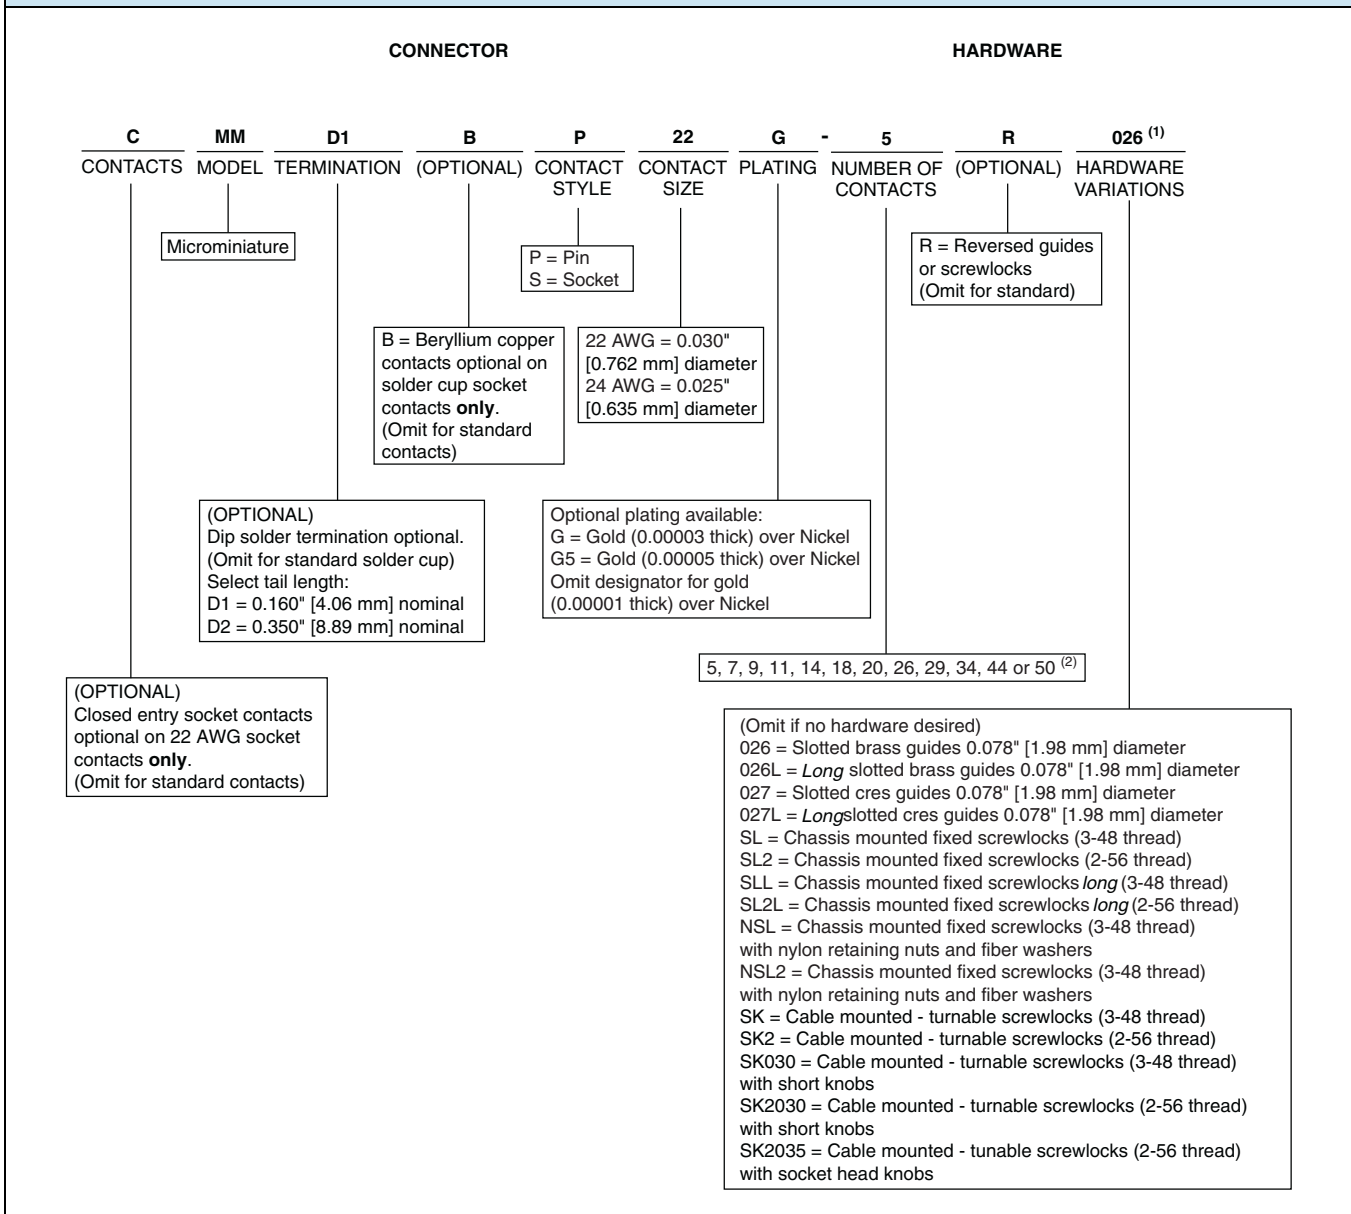 CONNECTOR
HARDWARE
C MM D1 B P 22 G - 5 R 026 (1)
CONTACTS MODEL TERMINATION (OPTIONAL) CONTACT STYLE CONTACT SIZE PLATING NUMBER OF CONTACTS (OPTIONAL) HARDWARE VARIATIONS
Microminiature
P = Pin
S = Socket
R = Reversed guides
or screwlocks
(Omit for standard)
B = Beryllium copper
contacts optional on
solder cup socket
contacts only.
(Omit for standard
contacts)
22 AWG = 0.030"
[0.762 mm] diameter
24 AWG = 0.025"
[0.635 mm] diameter
(OPTIONAL)
Dip solder termination optional.
(Omit for standard solder cup)
Select tail length:
D1 = 0.160" [4.06 mm] nominal
D2 = 0.350" [8.89 mm] nominal
Optional plating available:
G = Gold (0.00003 thick) over Nickel
G5 = Gold (0.00005 thick) over Nickel
Omit designator for gold
(0.00001 thick) over Nickel
5, 7, 9, 11, 14, 18, 20, 26, 29, 34, 44 or 50 (2)
(OPTIONAL)
Closed entry socket contacts
optional on 22 AWG socket
contacts only.
(Omit for standard contacts)
(Omit if no hardware desired)
026 = Slotted brass guides 0.078" [1.98 mm] diameter
026L = Long slotted brass guides 0.078" [1.98 mm] diameter
027 = Slotted cres guides 0.078" [1.98 mm] diameter
027L = Longslotted cres guides 0.078" [1.98 mm] diameter
SL = Chassis mounted fixed screwlocks (3-48 thread)
SL2 = Chassis mounted fixed screwlocks (2-56 thread)
SLL = Chassis mounted fixed screwlocks long (3-48 thread)
SL2L = Chassis mounted fixed screwlocks long (2-56 thread)
NSL = Chassis mounted fixed screwlocks (3-48 thread)
with nylon retaining nuts and fiber washers
NSL2 = Chassis mounted fixed screwlocks (3-48 thread)
with nylon retaining nuts and fiber washers
SK = Cable mounted - turnable screwlocks (3-48 thread)
SK2 = Cable mounted - turnable screwlocks (2-56 thread)
SK030 = Cable mounted - turnable screwlocks (3-48 thread)
with short knobs
SK2030 = Cable mounted - turnable screwlocks (2-56 thread)
with short knobs
SK2035 = Cable mounted - tunable screwlocks (2-56 thread)
with socket head knobs